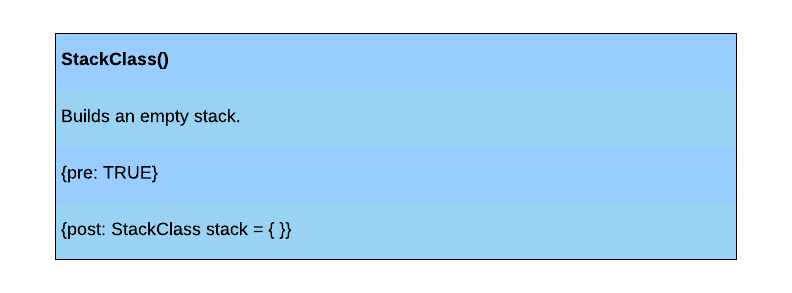 StackClass()
Builds an empty stack.
{pre: TRUE}
{post: StackClass stack = { }}